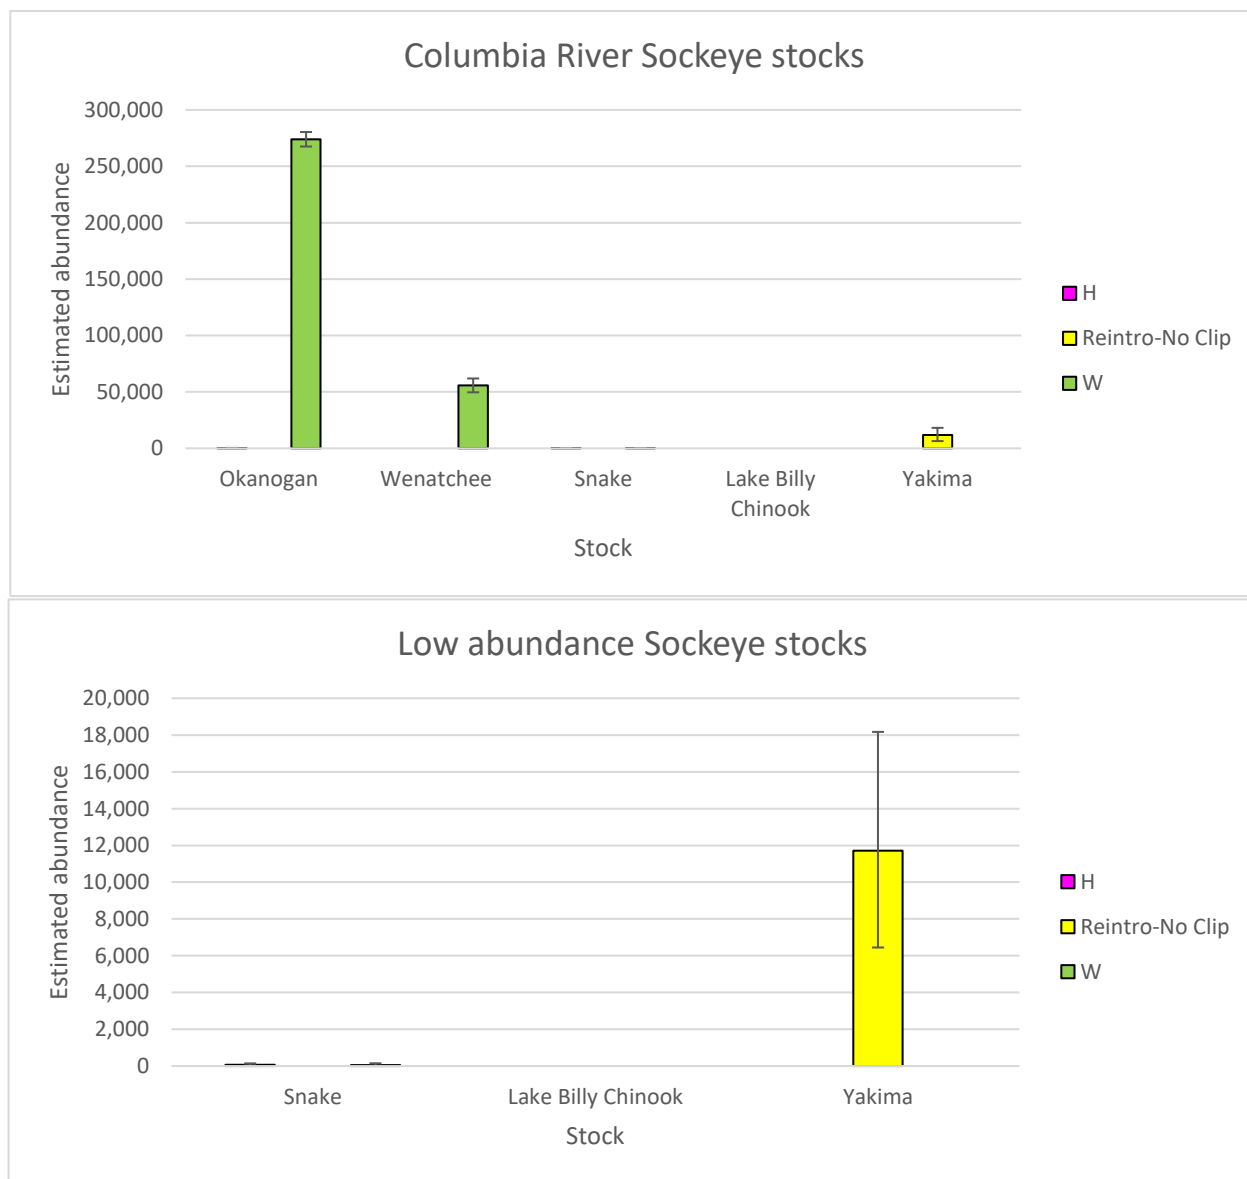 Columbia River Sockeye stocks
300,000
250,000
200,000
150,000
100,000
50,000
0
Estimated abundance
Okanogan
Wenatchee
Snake
Lake Billy
Chinook
Yakima
Stock
H
Reintro-No Clip
W
Low abundance Sockeye stocks
20,000
18,000
16,000
14,000
12,000
10,000
8,000
6,000
4,000
2,000
0
Estimated abundance
Snake
Lake Billy Chinook
Yakima
Stock
H
Reintro-No Clip
W